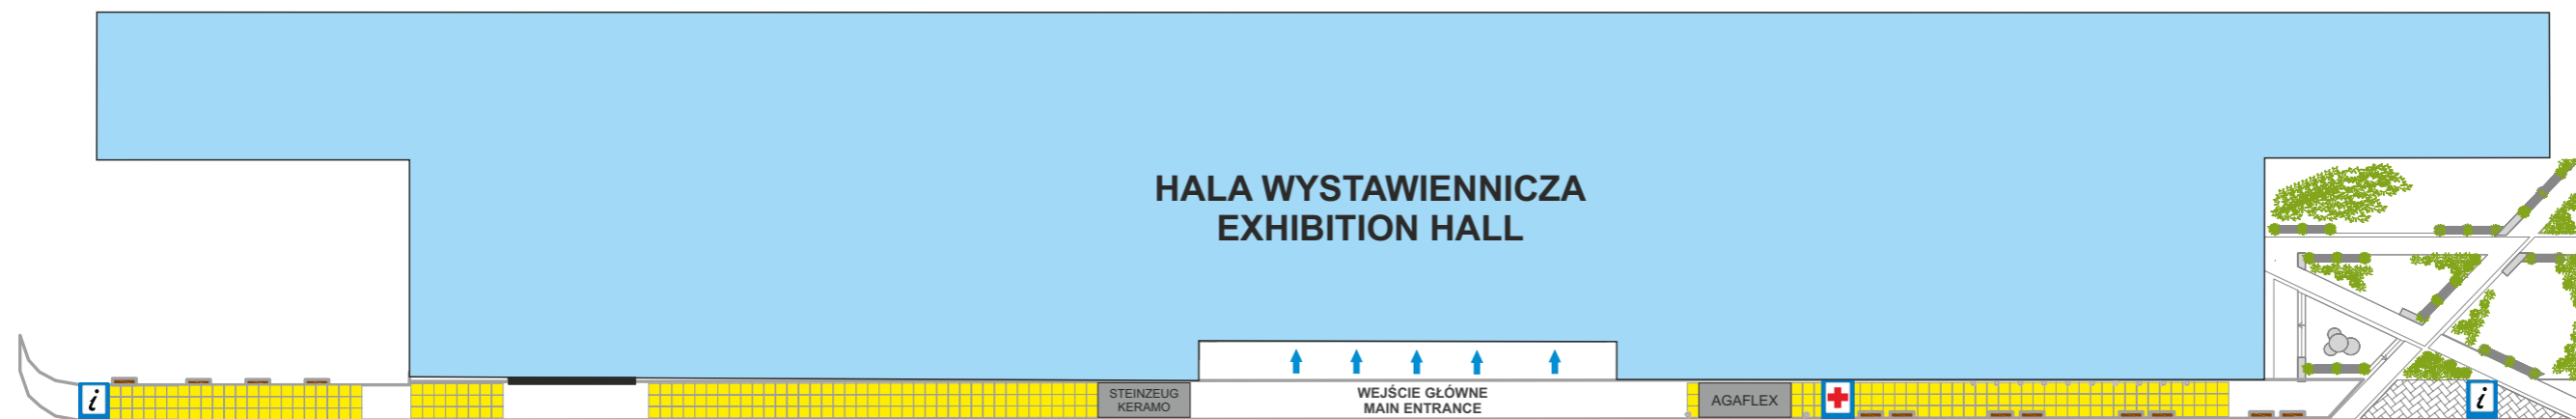 HALA WYSTAWIENNICZA
EXHIBITION HALL
i
STEINZEUG
KERAMO
WEJŚCIE GŁÓWNE
MAIN ENTRANCE
AGAFLEX
i